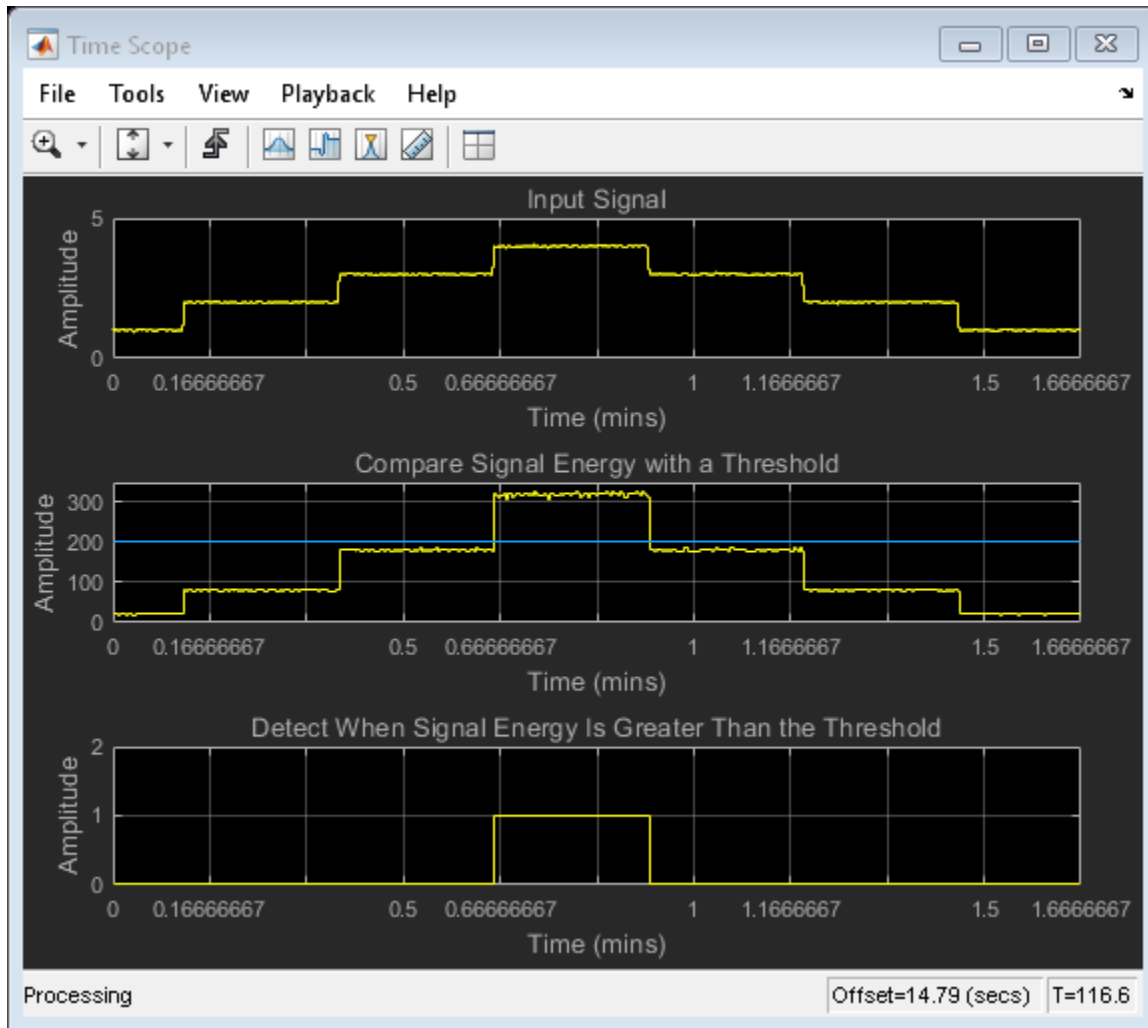 Time Scope
File Tools View Playback Help
Input Signal
Amplitude
5
0
0 0.16666667 0.5 0.66666667 1 1.1666667 1.5 1.6666667
Time (mins)
Compare Signal Energy with a Threshold
Amplitude
300
200
100
0
0 0.16666667 0.5 0.66666667 1 1.1666667 1.5 1.6666667
Time (mins)
Detect When Signal Energy Is Greater Than the Threshold
Amplitude
2
1
0
0 0.16666667 0.5 0.66666667 1 1.1666667 1.5 1.6666667
Time (mins)
Processing Offset=14.79 (secs) T=116.6